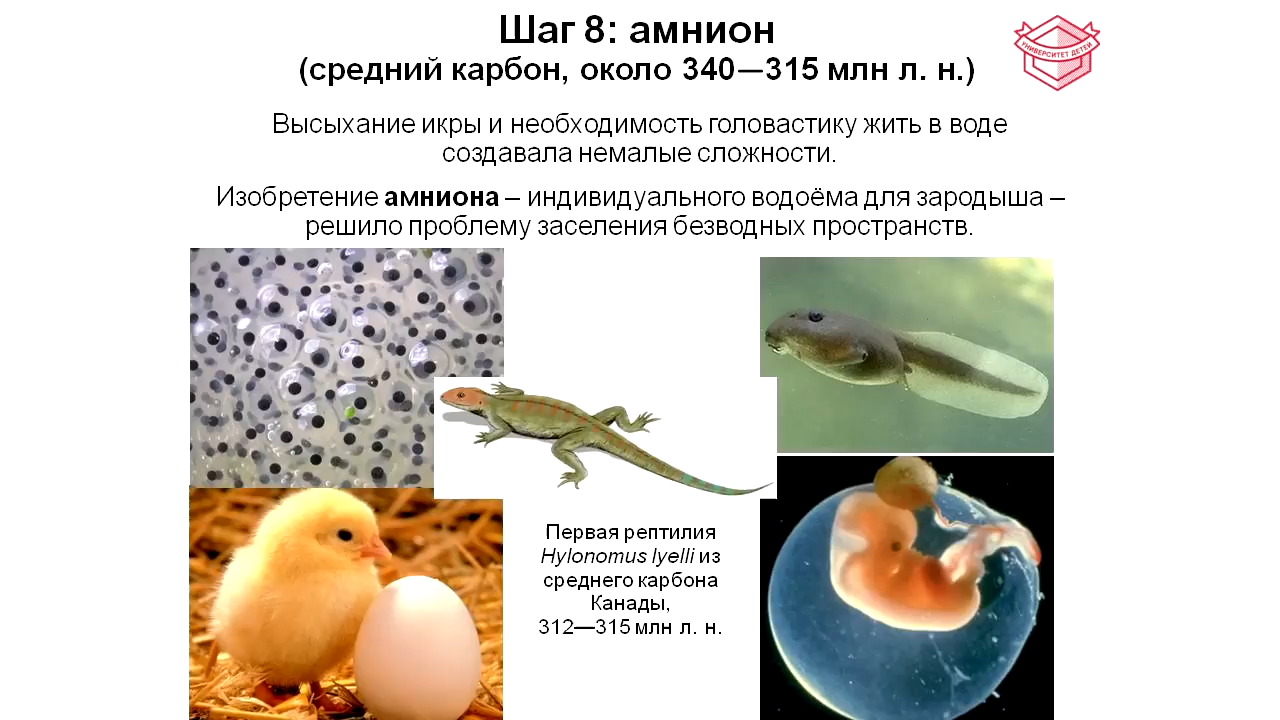 Шаг 8: амнион
(средний карбон, около 340—315 млн л. н.)
УНИВЕРСИТЕТ ДЕТЕЙ
Высыхание икры и необходимость головастику жить в воде
создавала немалые сложности.
Изобретение амниона – индивидуального водоёма для зародыша –
решило проблему заселения безводных пространств.
Первая рептилия
Hylonomus lyelli из
среднего карбона
Канады,
312—315 млн л. н.